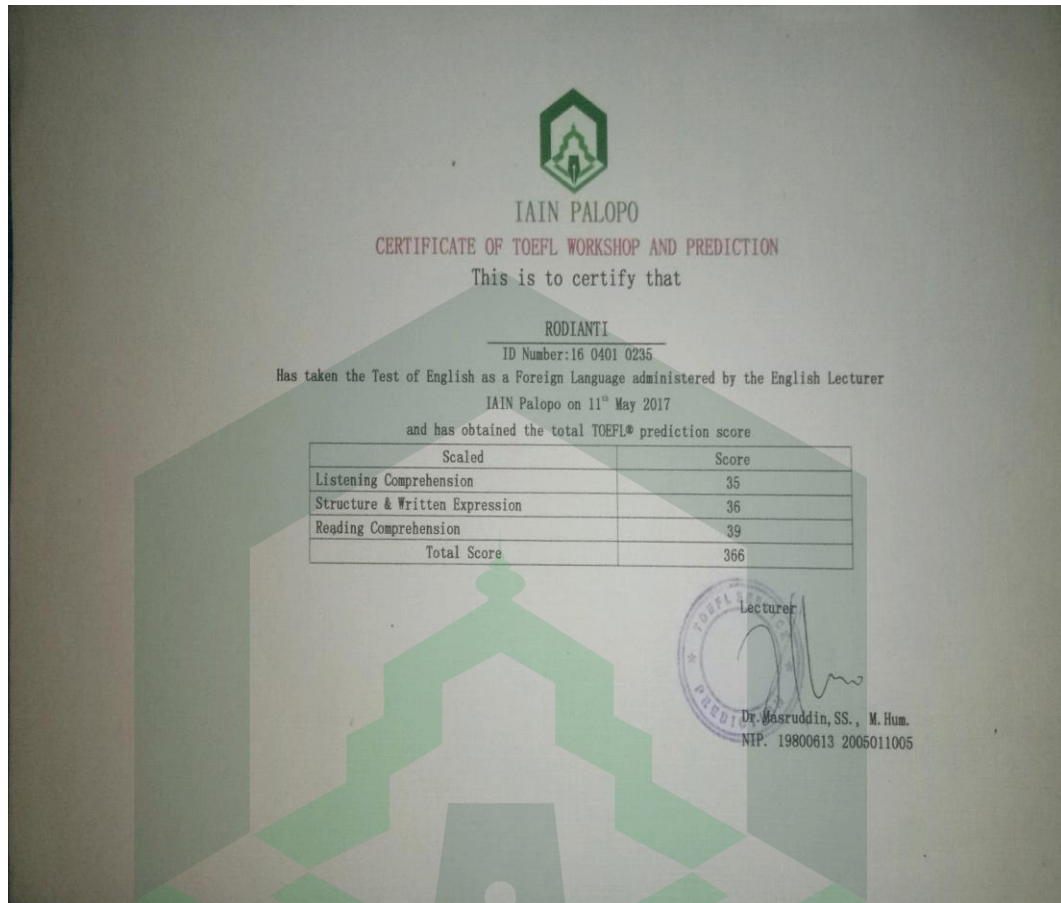 IAIN PALOPO
CERTIFICATE OF TOEFL WORKSHOP AND PREDICTION
This is to certify that
RODIANTI
ID Number:16 0401 0235
Has taken the Test of English as a Foreign Language administered by the English Lecturer
IAIN Palopo on 11th May 2017
and has obtained the total TOEFL® prediction score
Scaled Score
Listening Comprehension 35
Structure & Written Expression 36
Reading Comprehension 39
Total Score 366
TOEFL SERVICE
PREDICTION
Lecturer
Dr.Masruddin,SS., M.Hum.
NIP. 19800613 2005011005